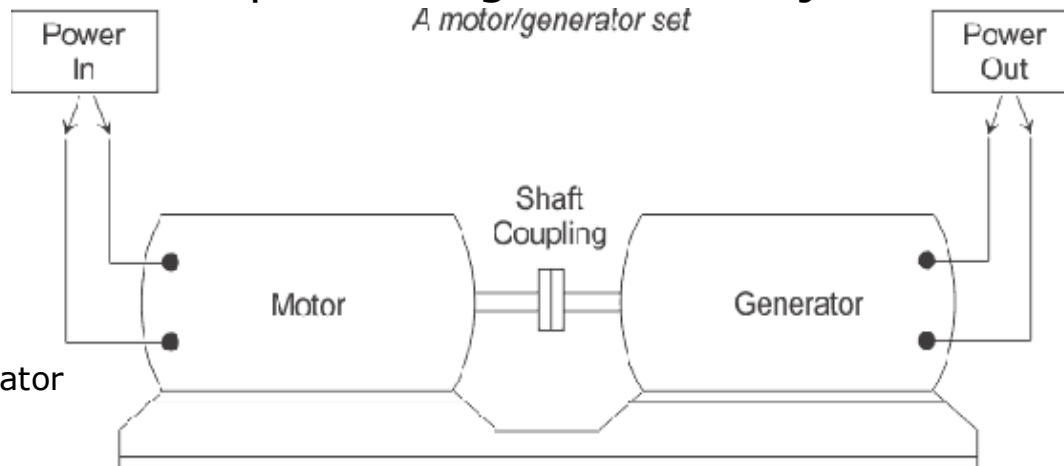 A motor/generator set
Power
In
Power
Out
Shaft
Coupling
Motor
Generator
ator